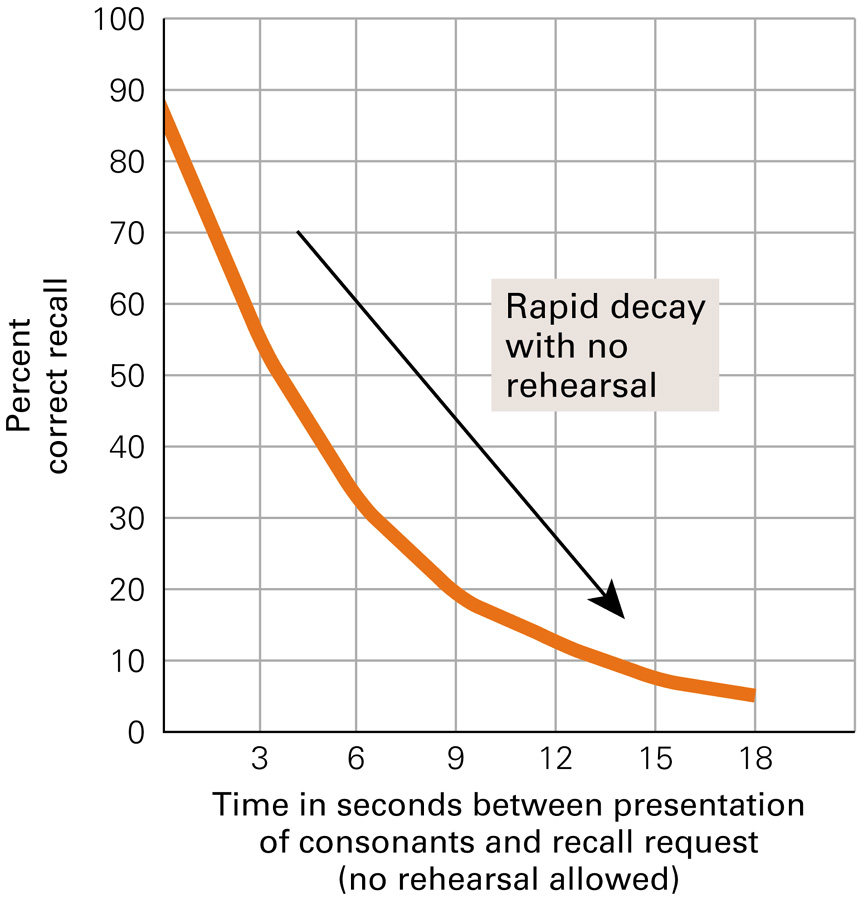 100
90
80
70
60
50
40
30
20
10
0
Percent
correct recall
Rapid decay
with no
rehearsal
3 6 9 12 15 18
Time in seconds between presentation
of consonants and recall request
(no rehearsal allowed)